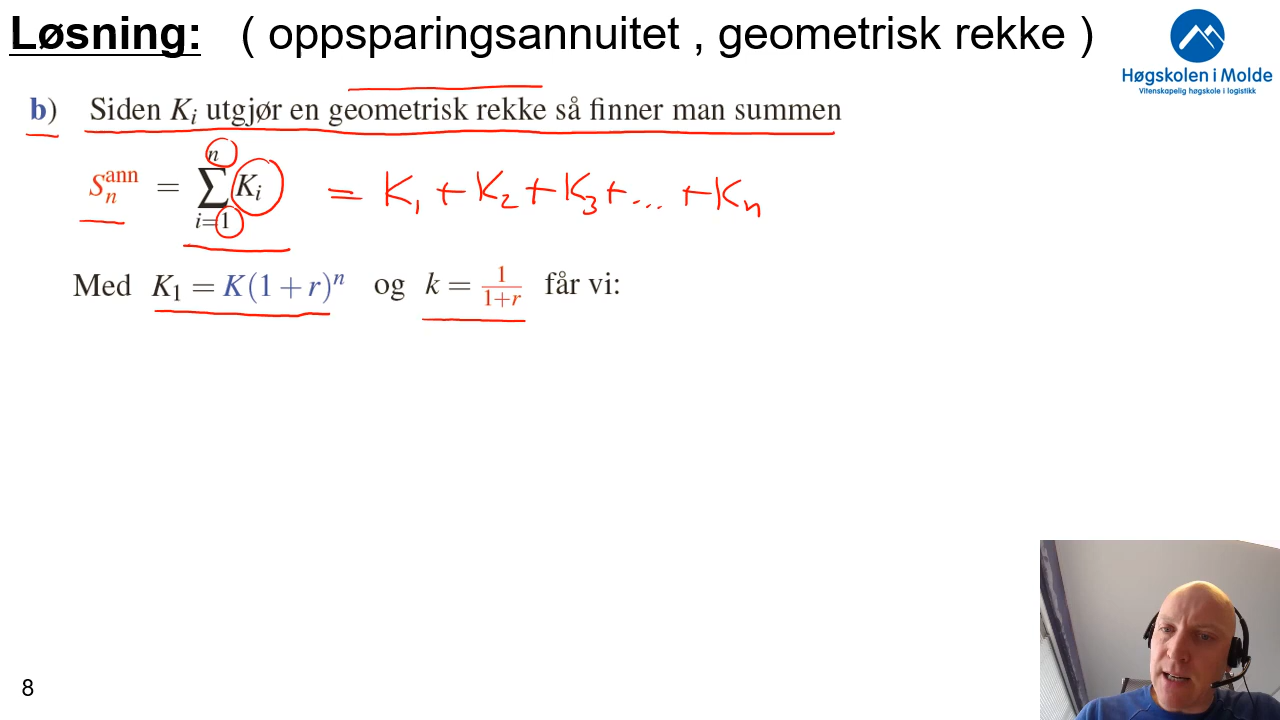 Løsning: ( oppsparingsannuitet , geometrisk rekke )
Høgskolen i Molde
Vitenskapelig høgskole i logistikk
b) Siden K_i utgjør en geometrisk rekke så finner man summen
S_n^ann = ∑_{i=1}^{n} K_i = K_1 + K_2 + K_3 + ... + K_n
Med K_1 = K(1 + r)^n og k = 1/(1+r) får vi:
8